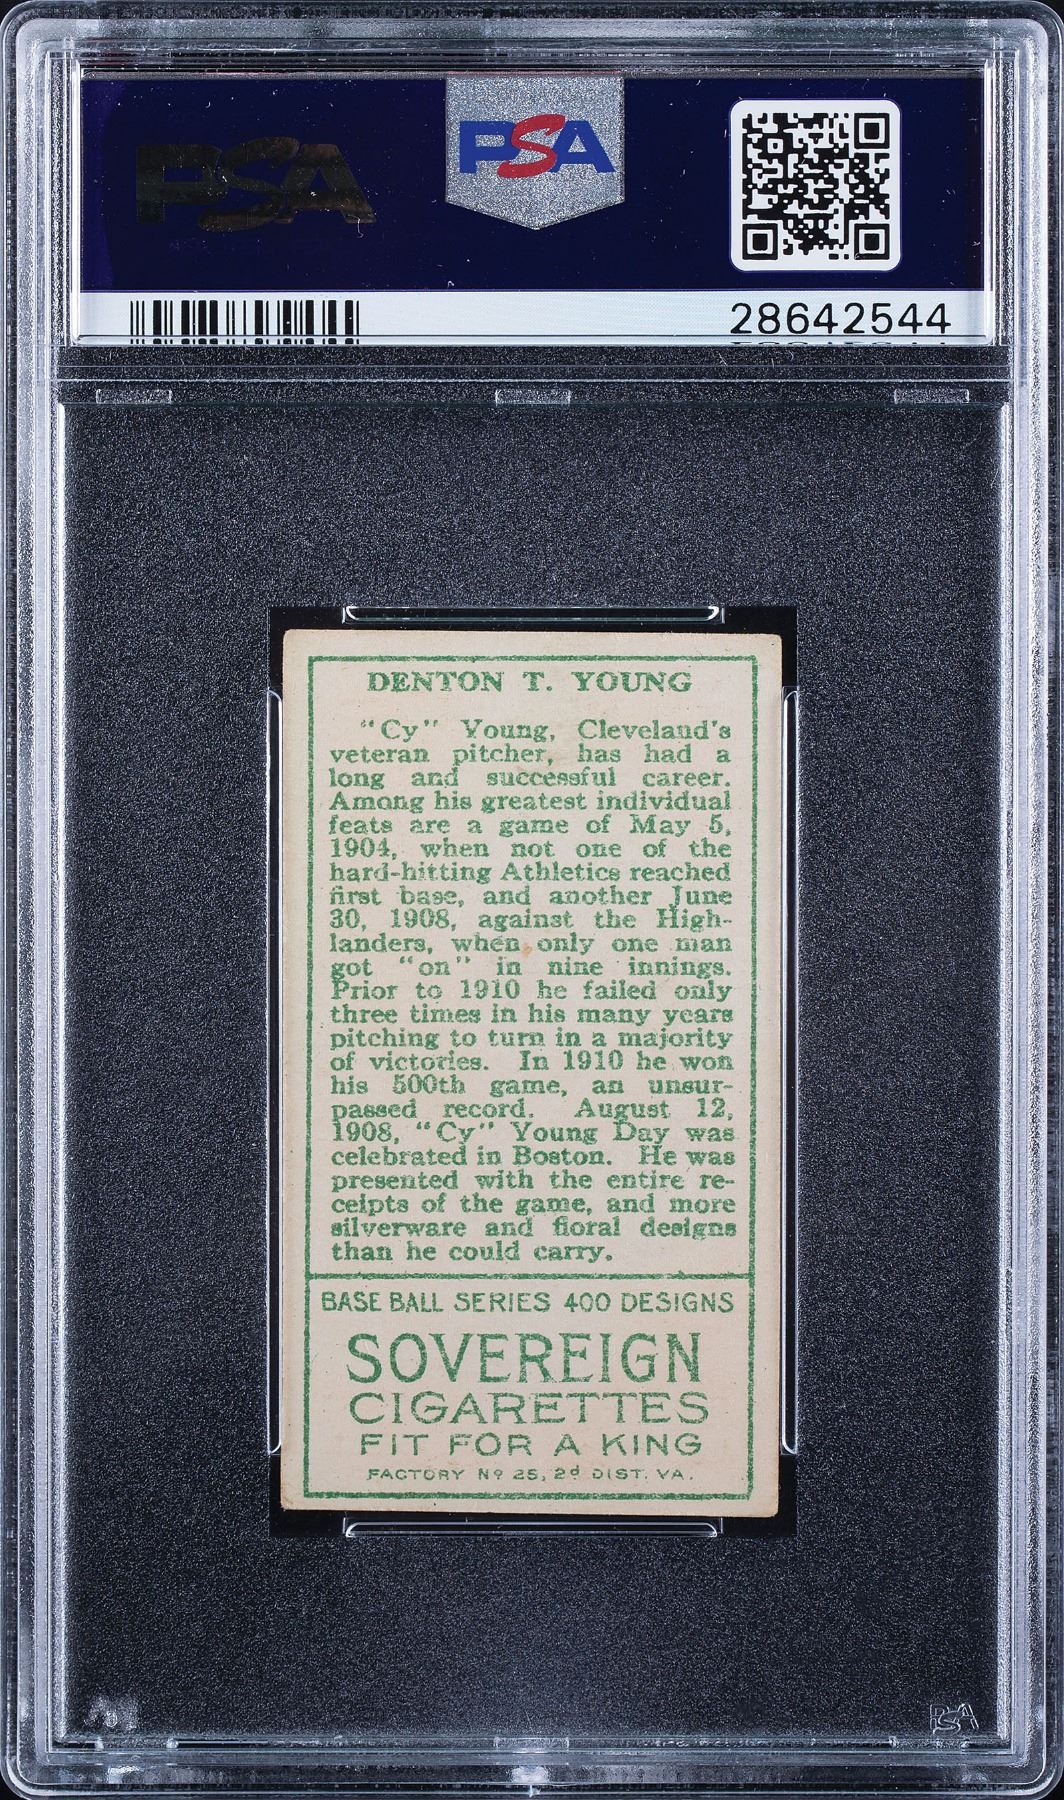 PSA
PSA
28642544
DENTON T. YOUNG
"Cy" Young, Cleveland's
veteran pitcher, has had a
long and successful career.
Among his greatest individual
feats are a game of May 5,
1904, when not one of the
hard-hitting Athletics reached
first base, and another June
30, 1908, against the High-
landers, when only one man
got "on" in nine innings.
Prior to 1910 he failed only
three times in his many years
pitching to turn in a majority
of victories. In 1910 he won
his 500th game, an unsur-
passed record. August 12,
1908, "Cy" Young Day was
celebrated in Boston. He was
presented with the entire re-
ceipts of the game, and more
silverware and floral designs
than he could carry.
BASE BALL SERIES 400 DESIGNS
SOVEREIGN
CIGARETTES
FIT FOR A KING
FACTORY Nº 25, 2d DIST. VA.
PSA